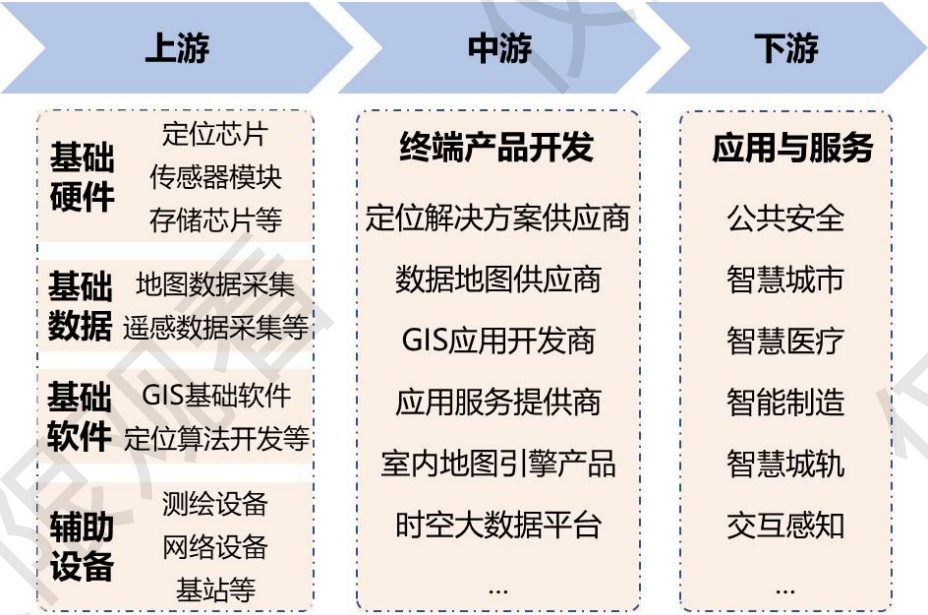 上游
中游
下游
基础
硬件
定位芯片
传感器模块
存储芯片等
基础
数据
地图数据采集
遥感数据采集等
基础
软件
GIS基础软件
定位算法开发等
辅助
设备
测绘设备
网络设备
基站等
终端产品开发
定位解决方案供应商
数据地图供应商
GIS应用开发商
应用服务提供商
室内地图引擎产品
时空大数据平台
...
应用与服务
公共安全
智慧城市
智慧医疗
智能制造
智慧城轨
交互感知
...
限观看
仅